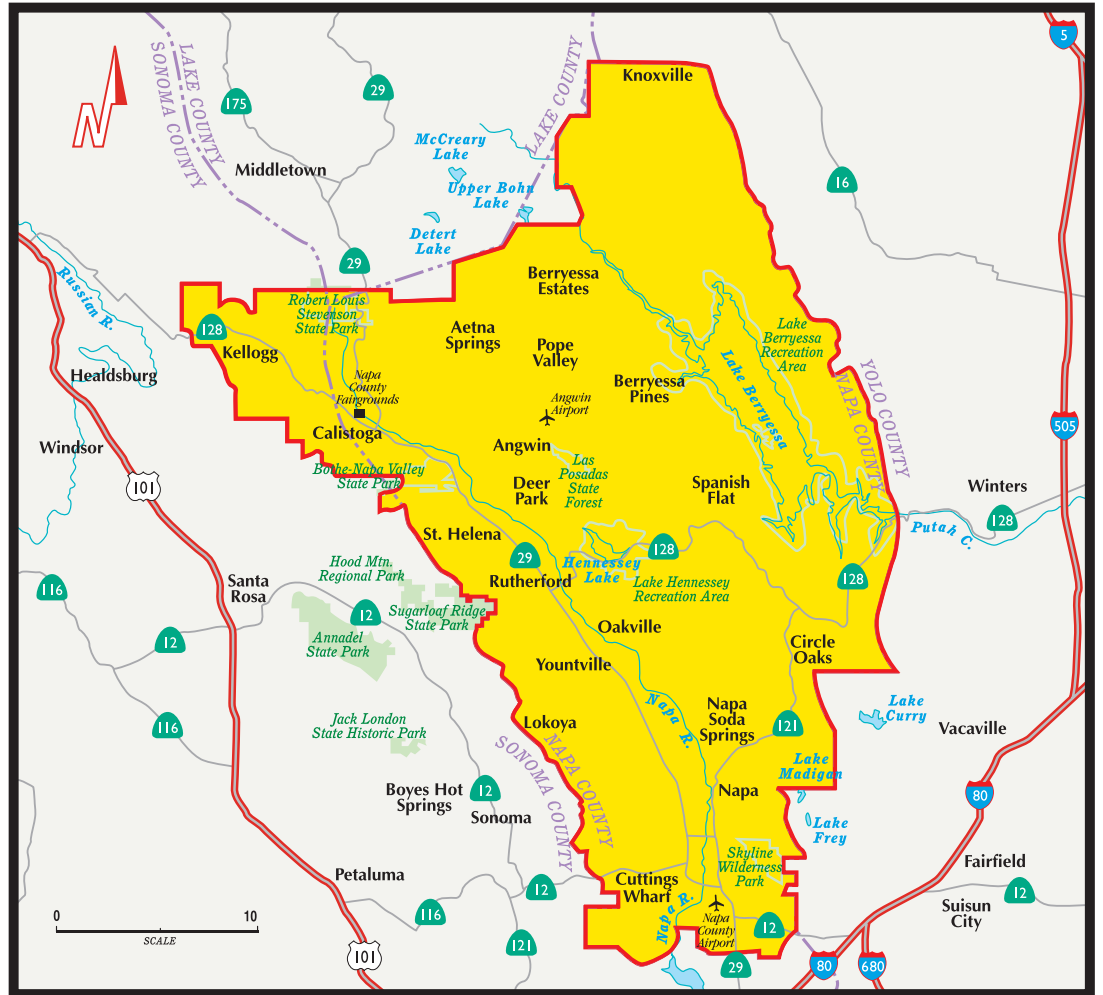 Knoxville
5
LAKE COUNTY
SONOMA COUNTY
LAKE COUNTY
175
29
N
McCreary
Lake
Middletown
Upper Bohn
Lake
16
Detert
Lake
29
Russian R.
Berryessa
Estates
Robert Louis
Stevenson
State Park
128
Kellogg
Aetna
Springs
Pope
Valley
Lake
Berryessa
Recreation
Area
Lake Berryessa
YOLO COUNTY
NAPA COUNTY
Healdsburg
Napa
County
Fairgrounds
Berryessa
Pines
Angwin
Airport
505
Calistoga
Windsor
Angwin
Bothe-Napa Valley
State Park
Las
Posadas
State
Forest
Deer
Park
Spanish
Flat
101
Winters
128
Putah C.
St. Helena
29
128
Hennessey
Lake
Hood Mtn.
Regional Park
Rutherford
Lake Hennessey
Recreation Area
128
116
Santa
Rosa
12
Sugarloaf Ridge
State Park
12
Annadel
State Park
Oakville
Circle
Oaks
Yountville
Napa R.
Napa
Soda
Springs
121
Lake
Curry
Vacaville
116
Jack London
State Historic Park
Lokoya
SONOMA COUNTY
NAPA COUNTY
Lake
Madigan
80
Boyes Hot
Springs
12
Sonoma
Napa
Lake
Frey
Skyline
Wilderness
Park
Fairfield
Petaluma
12
Cuttings
Wharf
12
Suisun
City
116
0
10
SCALE
Napa R.
Napa
County
Airport
12
121
101
29
80
680